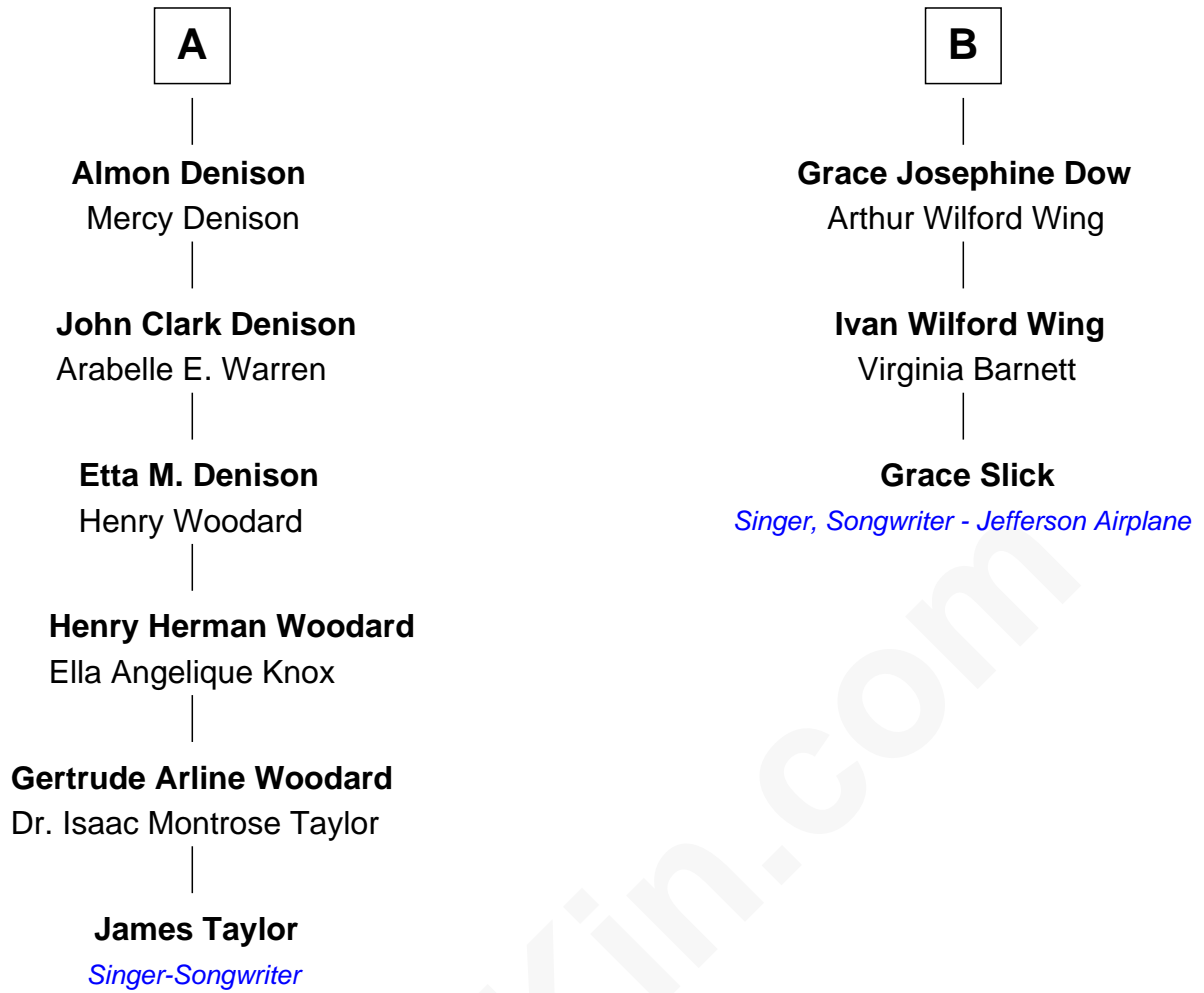 A
Almon Denison
Mercy Denison
John Clark Denison
Arabelle E. Warren
Etta M. Denison
Henry Woodard
Henry Herman Woodard
Ella Angelique Knox
Gertrude Arline Woodard
Dr. Isaac Montrose Taylor
James Taylor
Singer-Songwriter
B
Grace Josephine Dow
Arthur Wilford Wing
Ivan Wilford Wing
Virginia Barnett
Grace Slick
Singer, Songwriter - Jefferson Airplane
Kin.com